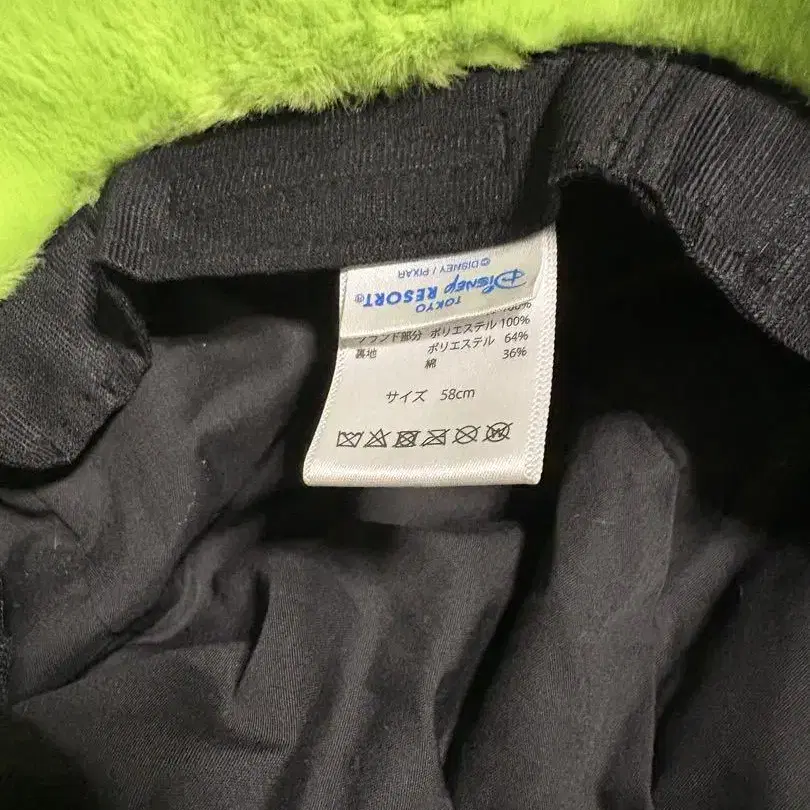 TOKYO
Disney RESORT®
© DISNEY / PIXAR
100%
ブランド部分 ポリエステル 100%
裏地 ポリエステル 64%
綿 36%
サイズ 58cm